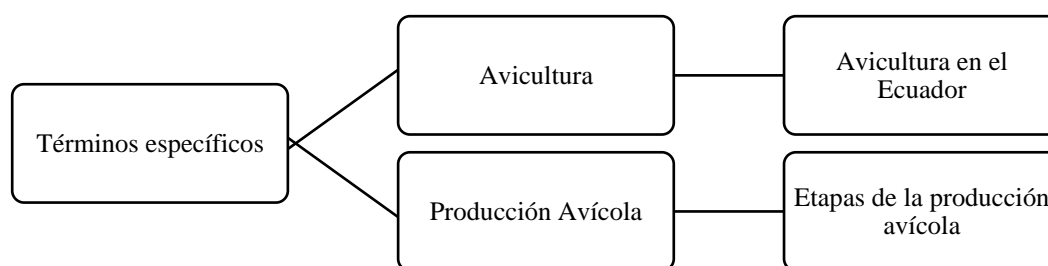 Términos específicos
Avicultura
Avicultura en el
Ecuador
Producción Avícola
Etapas de la producción
avícola